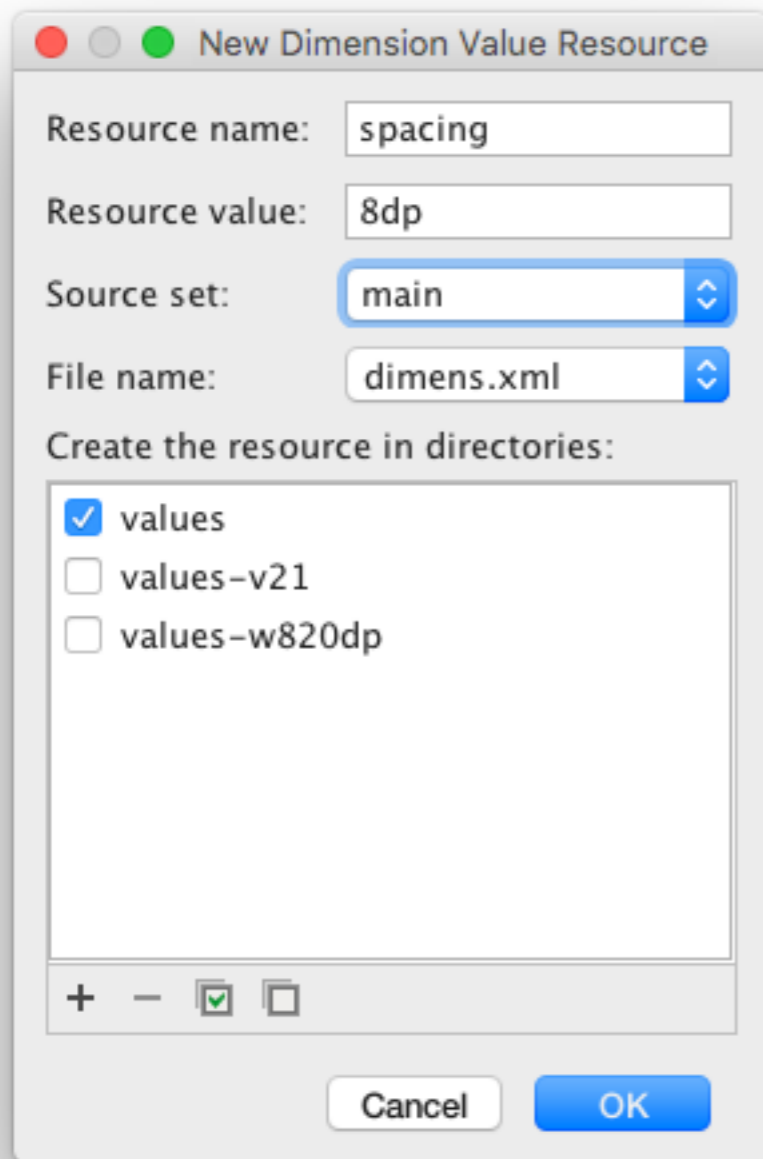 New Dimension Value Resource
Resource name: spacing
Resource value: 8dp
Source set: main
File name: dimens.xml
Create the resource in directories:
values
values-v21
values-w820dp
Cancel OK